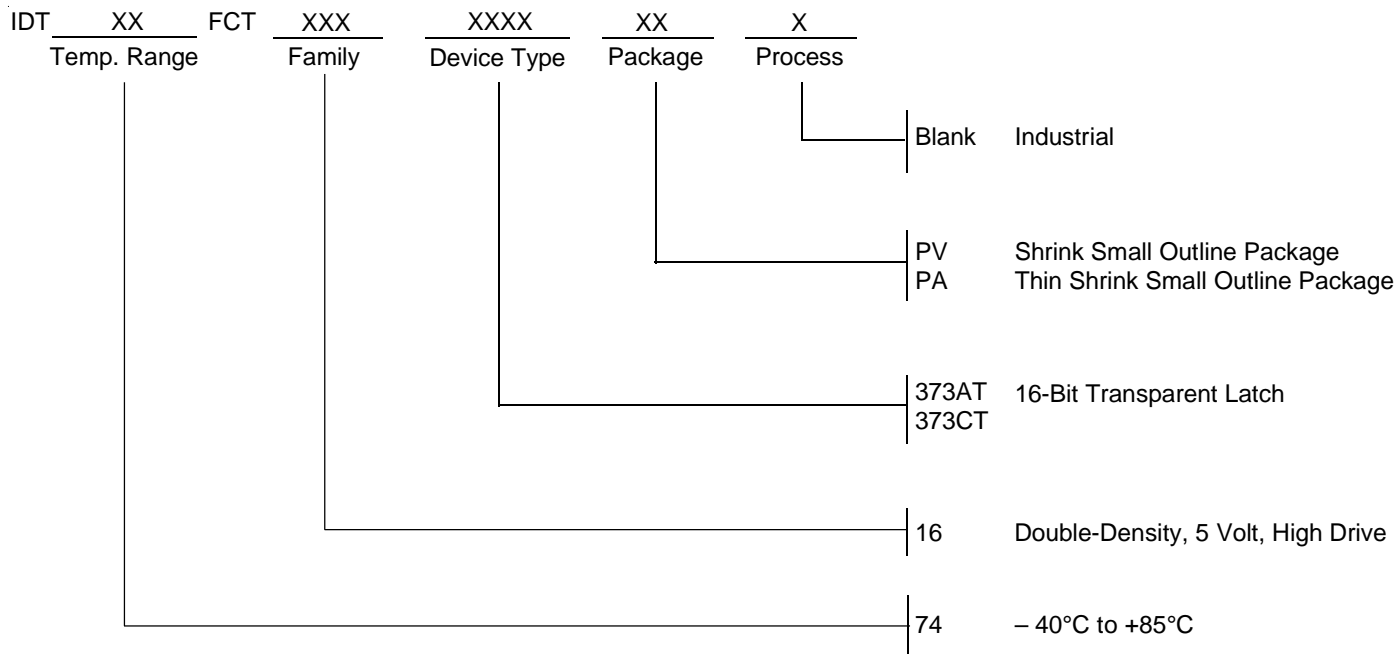 IDT XX FCT XXX XXXX XX X
Temp. Range Family Device Type Package Process
Blank Industrial
PV Shrink Small Outline Package
PA Thin Shrink Small Outline Package
373AT 16-Bit Transparent Latch
373CT
16 Double-Density, 5 Volt, High Drive
74 – 40°C to +85°C